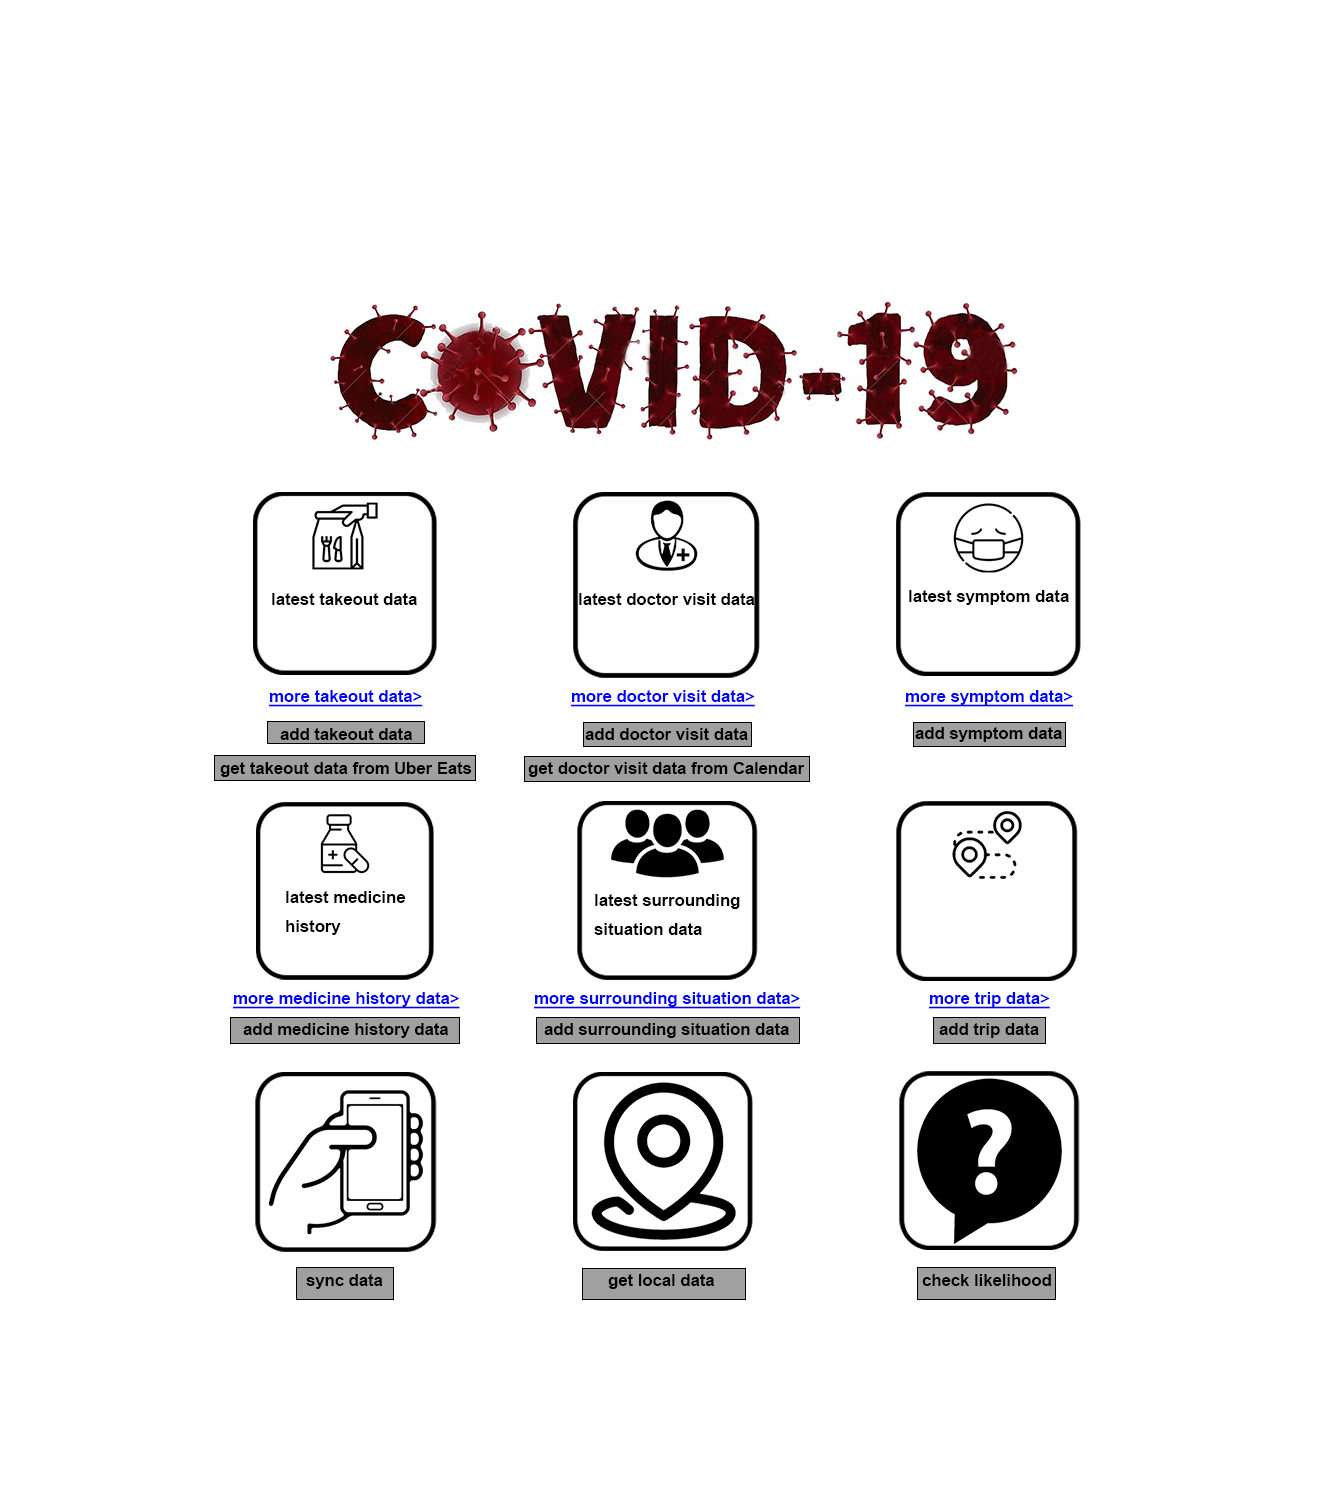 COVID-19
latest takeout data
latest doctor visit data
latest symptom data
more takeout data>
more doctor visit data>
more symptom data>
add takeout data
add doctor visit data
add symptom data
get takeout data from Uber Eats
get doctor visit data from Calendar
latest medicine
history
latest surrounding
situation data
more medicine history data>
more surrounding situation data>
more trip data>
add medicine history data
add surrounding situation data
add trip data
?
sync data
get local data
check likelihood